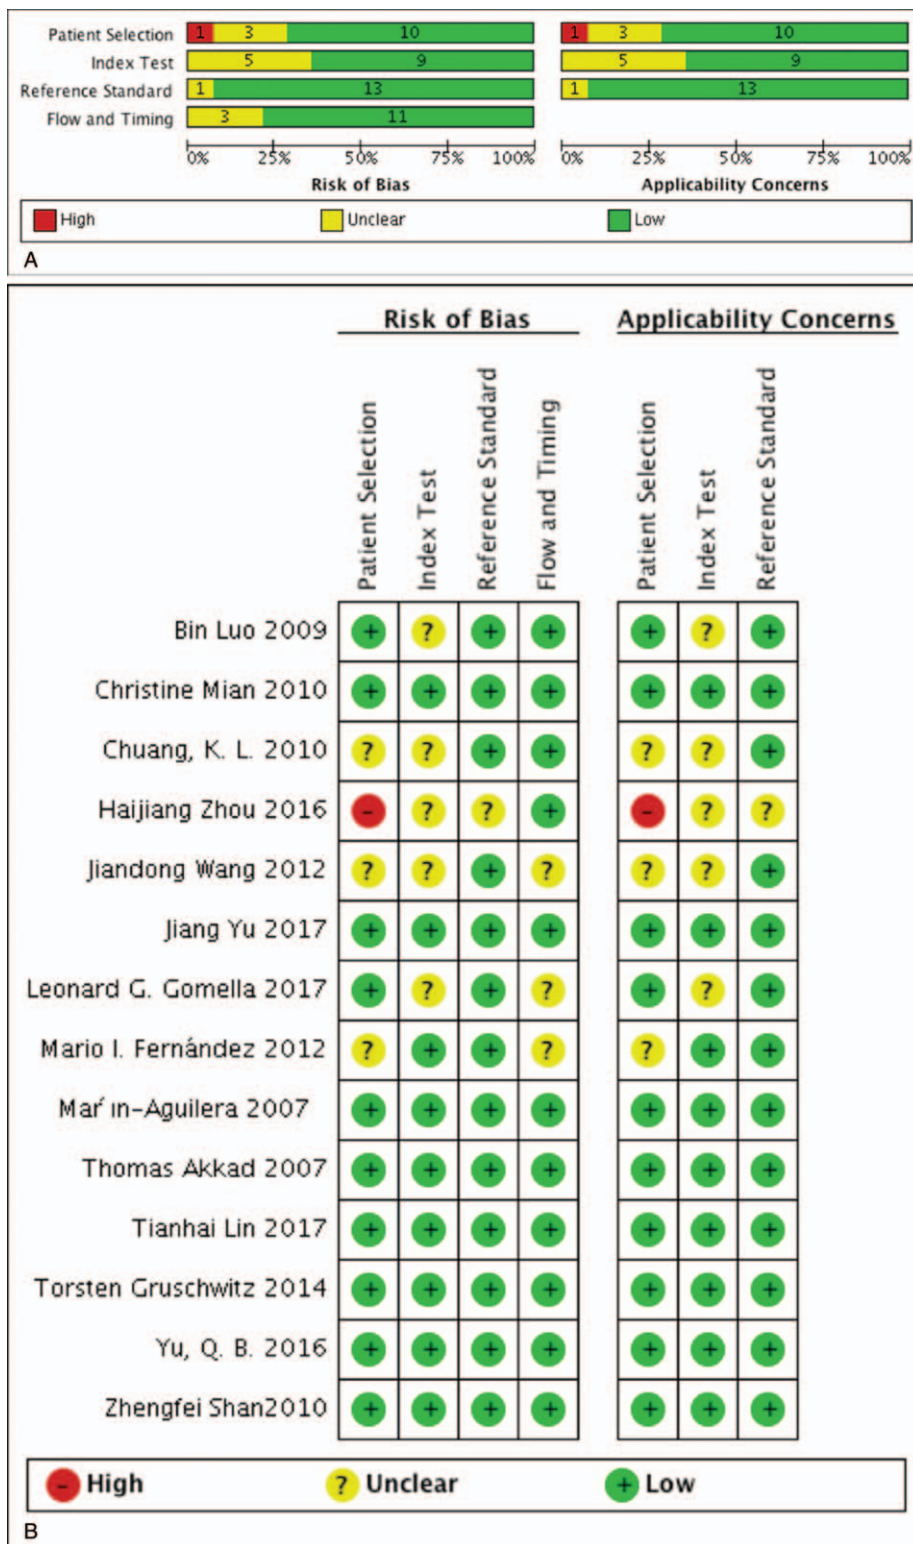 Patient Selection 1 3 10 1 3 10
Index Test 5 9 5 9
Reference Standard 1 13 1 13
Flow and Timing 3 11
0% 25% 50% 75% 100% 0% 25% 50% 75% 100%
Risk of Bias Applicability Concerns
High Unclear Low
A
Risk of Bias Applicability Concerns
Patient Selection Index Test Reference Standard Flow and Timing Patient Selection Index Test Reference Standard
Bin Luo 2009 + ? + + + ? +
Christine Mian 2010 + + + + + + +
Chuang, K. L. 2010 ? ? + + ? ? +
Haijiang Zhou 2016 – ? ? + – ? ?
Jiandong Wang 2012 ? ? + ? ? ? +
Jiang Yu 2017 + + + + + + +
Leonard G. Gomella 2017 + ? + ? + ? +
Mario I. Fernández 2012 ? + + ? ? + +
Maŕ ın-Aguilera 2007 + + + + + + +
Thomas Akkad 2007 + + + + + + +
Tianhai Lin 2017 + + + + + + +
Torsten Gruschwitz 2014 + + + + + + +
Yu, Q. B. 2016 + + + + + + +
Zhengfei Shan2010 + + + + + + +
– High ? Unclear + Low
B